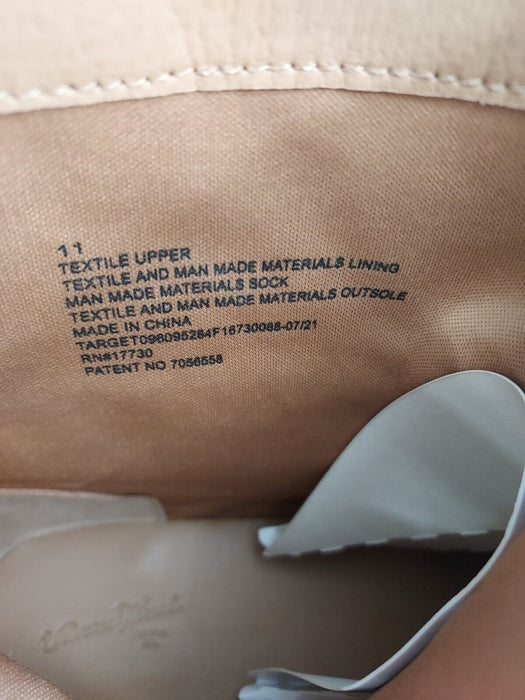 11
TEXTILE UPPER
TEXTILE AND MAN MADE MATERIALS LINING
MAN MADE MATERIALS SOCK
TEXTILE AND MAN MADE MATERIALS OUTSOLE
MADE IN CHINA
TARGET096095284F16730088-07/21
RN#17730
PATENT NO 7056558